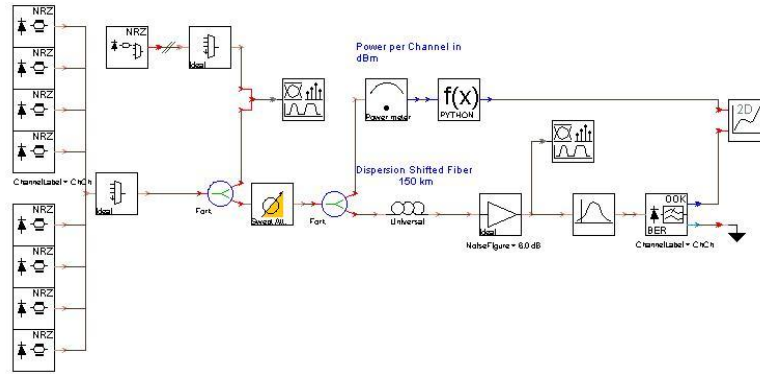 NRZ
NRZ
NRZ
NRZ
ChannelLabel = ChCh
NRZ
NRZ
NRZ
NRZ
Ideal
NRZ
Ideal
Fork
Fork
Power per Channel in
dBm
Power meter
f(x)
PYTHON
2D
Dispersion Shifted Fiber
150 km
Universal
Ideal
NoiseFigure = 6.0 dB
OOK
BER
ChannelLabel = ChCh